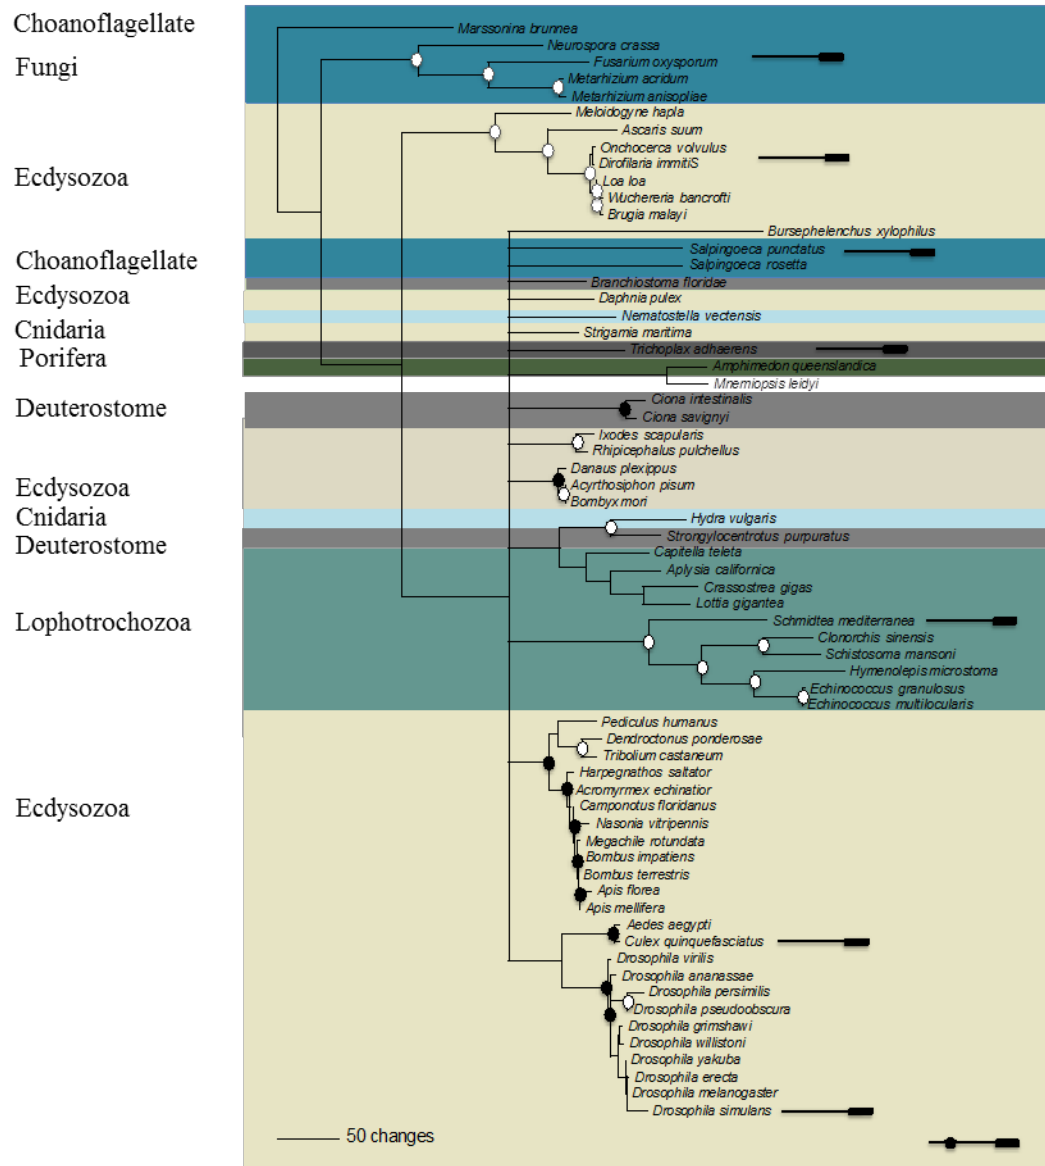 Choanoflagellate
Marssonina brunnea
Neurospora crassa
Fungi
Fusarium oxysporum
Metarhizium acridum
Metarhizium anisopliae
Meloidogyne hapla
Ascaris suum
Onchocerca volvulus
Dirofilaria immitiS
Ecdysozoa
Loa loa
Wuchereria bancrofti
Brugia malayi
Bursephelenchus xylophilus
Salpingoeca punctatus
Choanoflagellate
Salpingoeca rosetta
Branchiostoma floridae
Ecdysozoa
Daphnia pulex
Nematostella vectensis
Cnidaria
Strigamia maritima
Porifera
Trichoplax adhaerens
Amphimedon queenslandica
Mnemiopsis leidyi
Deuterostome
Ciona intestinalis
Ciona savignyi
Ixodes scapularis
Rhipicephalus pulchellus
Danaus plexippus
Ecdysozoa
Acyrthosiphon pisum
Bombyx mori
Cnidaria
Hydra vulgaris
Strongylocentrotus purpuratus
Deuterostome
Capitella teleta
Aplysia californica
Crassostrea gigas
Lottia gigantea
Lophotrochozoa
Schmidtea mediterranea
Clonorchis sinensis
Schistosoma mansoni
Hymenolepis microstoma
Echinococcus granulosus
Echinococcus multilocularis
Pediculus humanus
Dendroctonus ponderosae
Tribolium castaneum
Harpegnathos saltator
Acromyrmex echinatior
Ecdysozoa
Camponotus floridanus
Nasonia vitripennis
Megachile rotundata
Bombus impatiens
Bombus terrestris
Apis florea
Apis mellifera
Aedes aegypti
Culex quinquefasciatus
Drosophila virilis
Drosophila ananassae
Drosophila persimilis
Drosophila pseudoobscura
Drosophila grimshawi
Drosophila willistoni
Drosophila yakuba
Drosophila erecta
Drosophila melanogaster
Drosophila simulans
50 changes